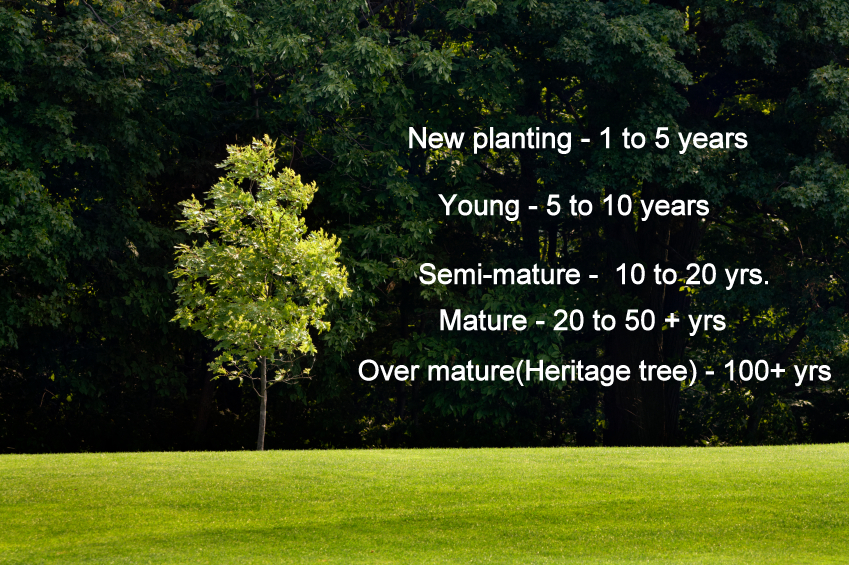 New planting - 1 to 5 years
Young - 5 to 10 years
Semi-mature -  10 to 20 yrs.
Mature - 20 to 50 + yrs
Over mature(Heritage tree) - 100+ yrs